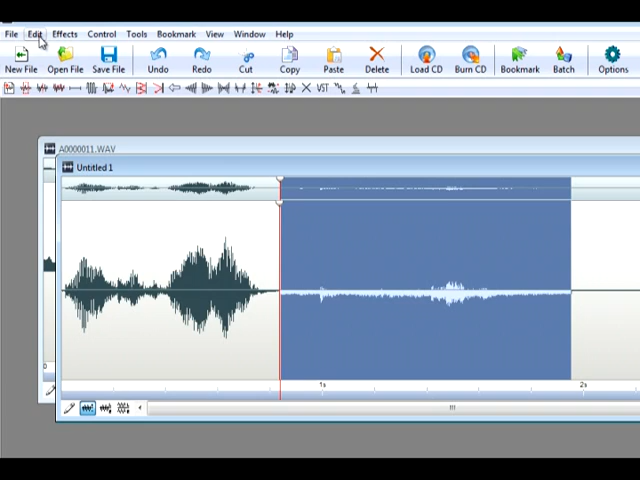 File Edit Effects Control Tools Bookmark View Window Help
New File Open File Save File Undo Redo Cut Copy Paste Delete Load CD Burn CD Bookmark Batch Options
VST
A0000011.WAV
Untitled 1
0
1s 2s